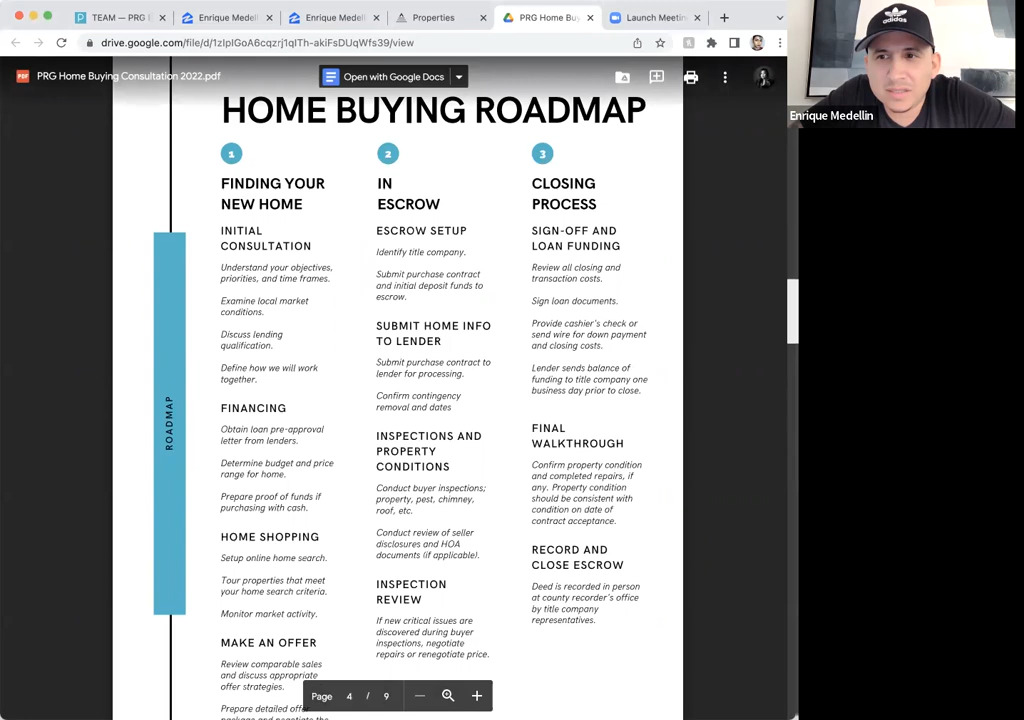 TEAM — PRG
Enrique Medell
Enrique Medell
Properties
PRG Home Buy
Launch Meetin
drive.google.com/file/d/1zIpIGoA6cqzrj1qITh-akiFsDUqWfs39/view
PDF
PRG Home Buying Consultation 2022.pdf
Open with Google Docs
adidas
Enrique Medellin
HOME BUYING ROADMAP
ROADMAP
1
FINDING YOUR
NEW HOME
INITIAL
CONSULTATION
Understand your objectives,
priorities, and time frames.
Examine local market
conditions.
Discuss lending
qualification.
Define how we will work
together.
FINANCING
Obtain loan pre-approval
letter from lenders.
Determine budget and price
range for home.
Prepare proof of funds if
purchasing with cash.
HOME SHOPPING
Setup online home search.
Tour properties that meet
your home search criteria.
Monitor market activity.
MAKE AN OFFER
Review comparable sales
and discuss appropriate
offer strategies.
Prepare detailed offer
package and negotiate the
2
IN
ESCROW
ESCROW SETUP
Identify title company.
Submit purchase contract
and initial deposit funds to
escrow.
SUBMIT HOME INFO
TO LENDER
Submit purchase contract to
lender for processing.
Confirm contingency
removal and dates
INSPECTIONS AND
PROPERTY
CONDITIONS
Conduct buyer inspections;
property, pest, chimney,
roof, etc.
Conduct review of seller
disclosures and HOA
documents (if applicable).
INSPECTION
REVIEW
If new critical issues are
discovered during buyer
inspections, negotiate
repairs or renegotiate price.
3
CLOSING
PROCESS
SIGN-OFF AND
LOAN FUNDING
Review all closing and
transaction costs.
Sign loan documents.
Provide cashier's check or
send wire for down payment
and closing costs.
Lender sends balance of
funding to title company one
business day prior to close.
FINAL
WALKTHROUGH
Confirm property condition
and completed repairs, if
any. Property condition
should be consistent with
condition on date of
contract acceptance.
RECORD AND
CLOSE ESCROW
Deed is recorded in person
at county recorder's office
by title company
representatives.
Page 4 / 9